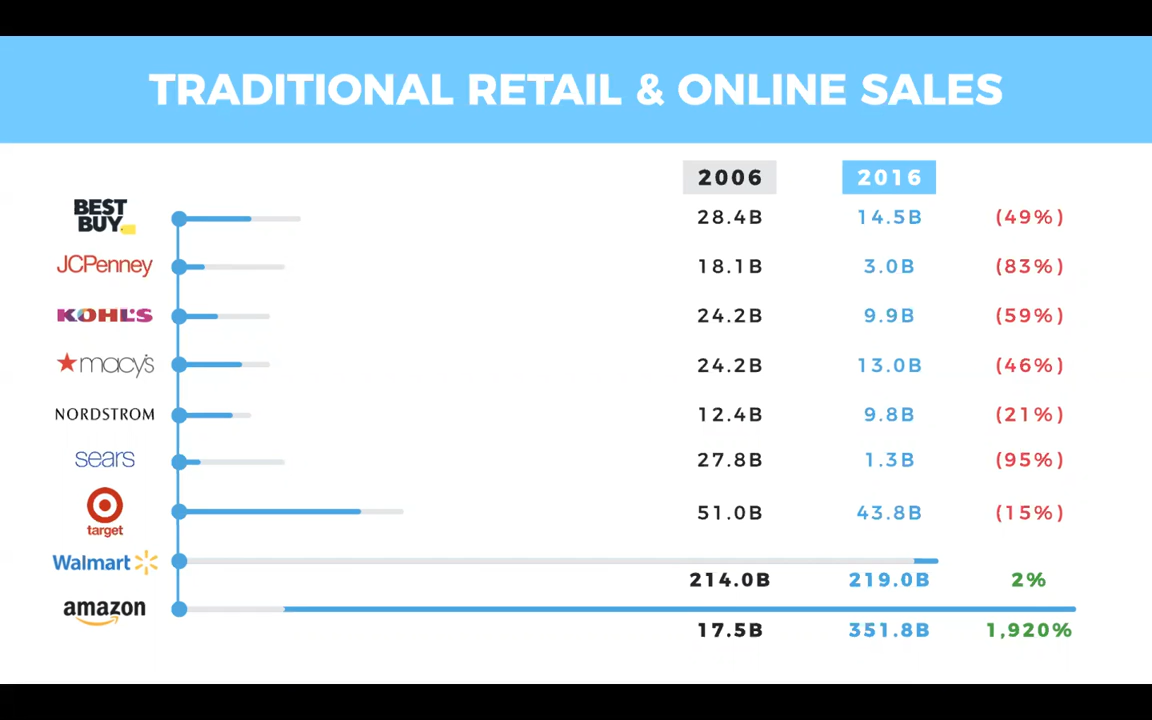 TRADITIONAL RETAIL & ONLINE SALES
2006 2016
BEST
BUY 28.4B 14.5B (49%)
JCPenney 18.1B 3.0B (83%)
KOHL'S 24.2B 9.9B (59%)
macy's 24.2B 13.0B (46%)
NORDSTROM 12.4B 9.8B (21%)
sears 27.8B 1.3B (95%)
target 51.0B 43.8B (15%)
Walmart 214.0B 219.0B 2%
amazon 17.5B 351.8B 1,920%